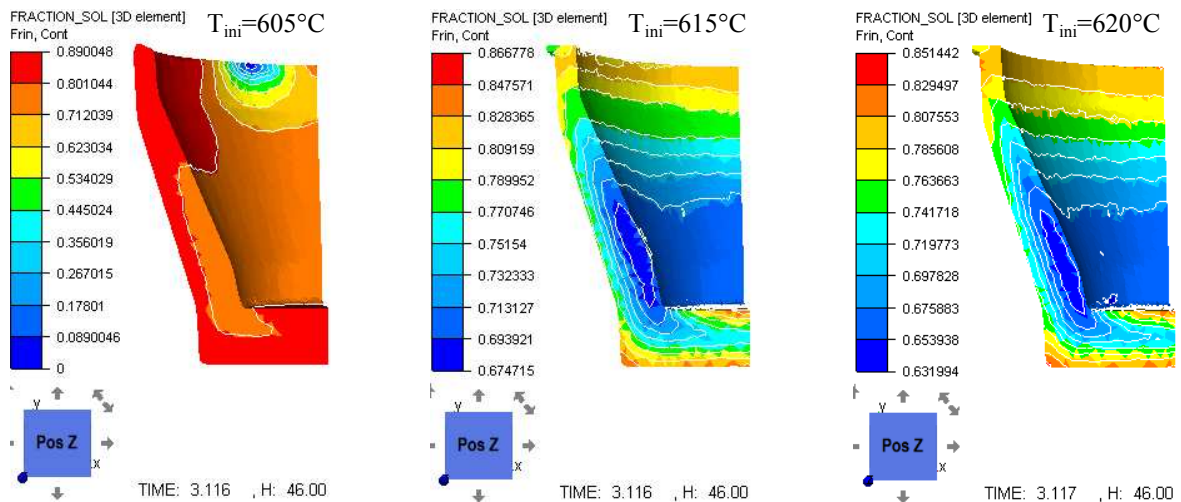 FRACTION_SOL [3D element]
Frin, Cont
T_ini=605°C
0.890048
0.801044
0.712039
0.623034
0.534029
0.445024
0.356019
0.267015
0.17801
0.0890046
0
y
Pos Z
x
TIME: 3.116 , H: 46.00
FRACTION_SOL [3D element]
Frin, Cont
T_ini=615°C
0.866778
0.847571
0.828365
0.809159
0.789952
0.770746
0.75154
0.732333
0.713127
0.693921
0.674715
y
Pos Z
x
TIME: 3.116 , H: 46.00
FRACTION_SOL [3D element]
Frin, Cont
T_ini=620°C
0.851442
0.829497
0.807553
0.785608
0.763663
0.741718
0.719773
0.697828
0.675883
0.653938
0.631994
y
Pos Z
x
TIME: 3.117 , H: 46.00